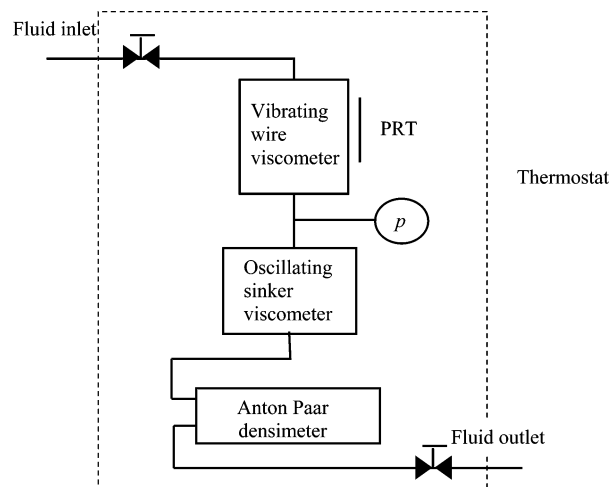 Fluid inlet
Vibrating
wire
viscometer
PRT
Thermostat
p
Oscillating
sinker
viscometer
Anton Paar
densimeter
Fluid outlet